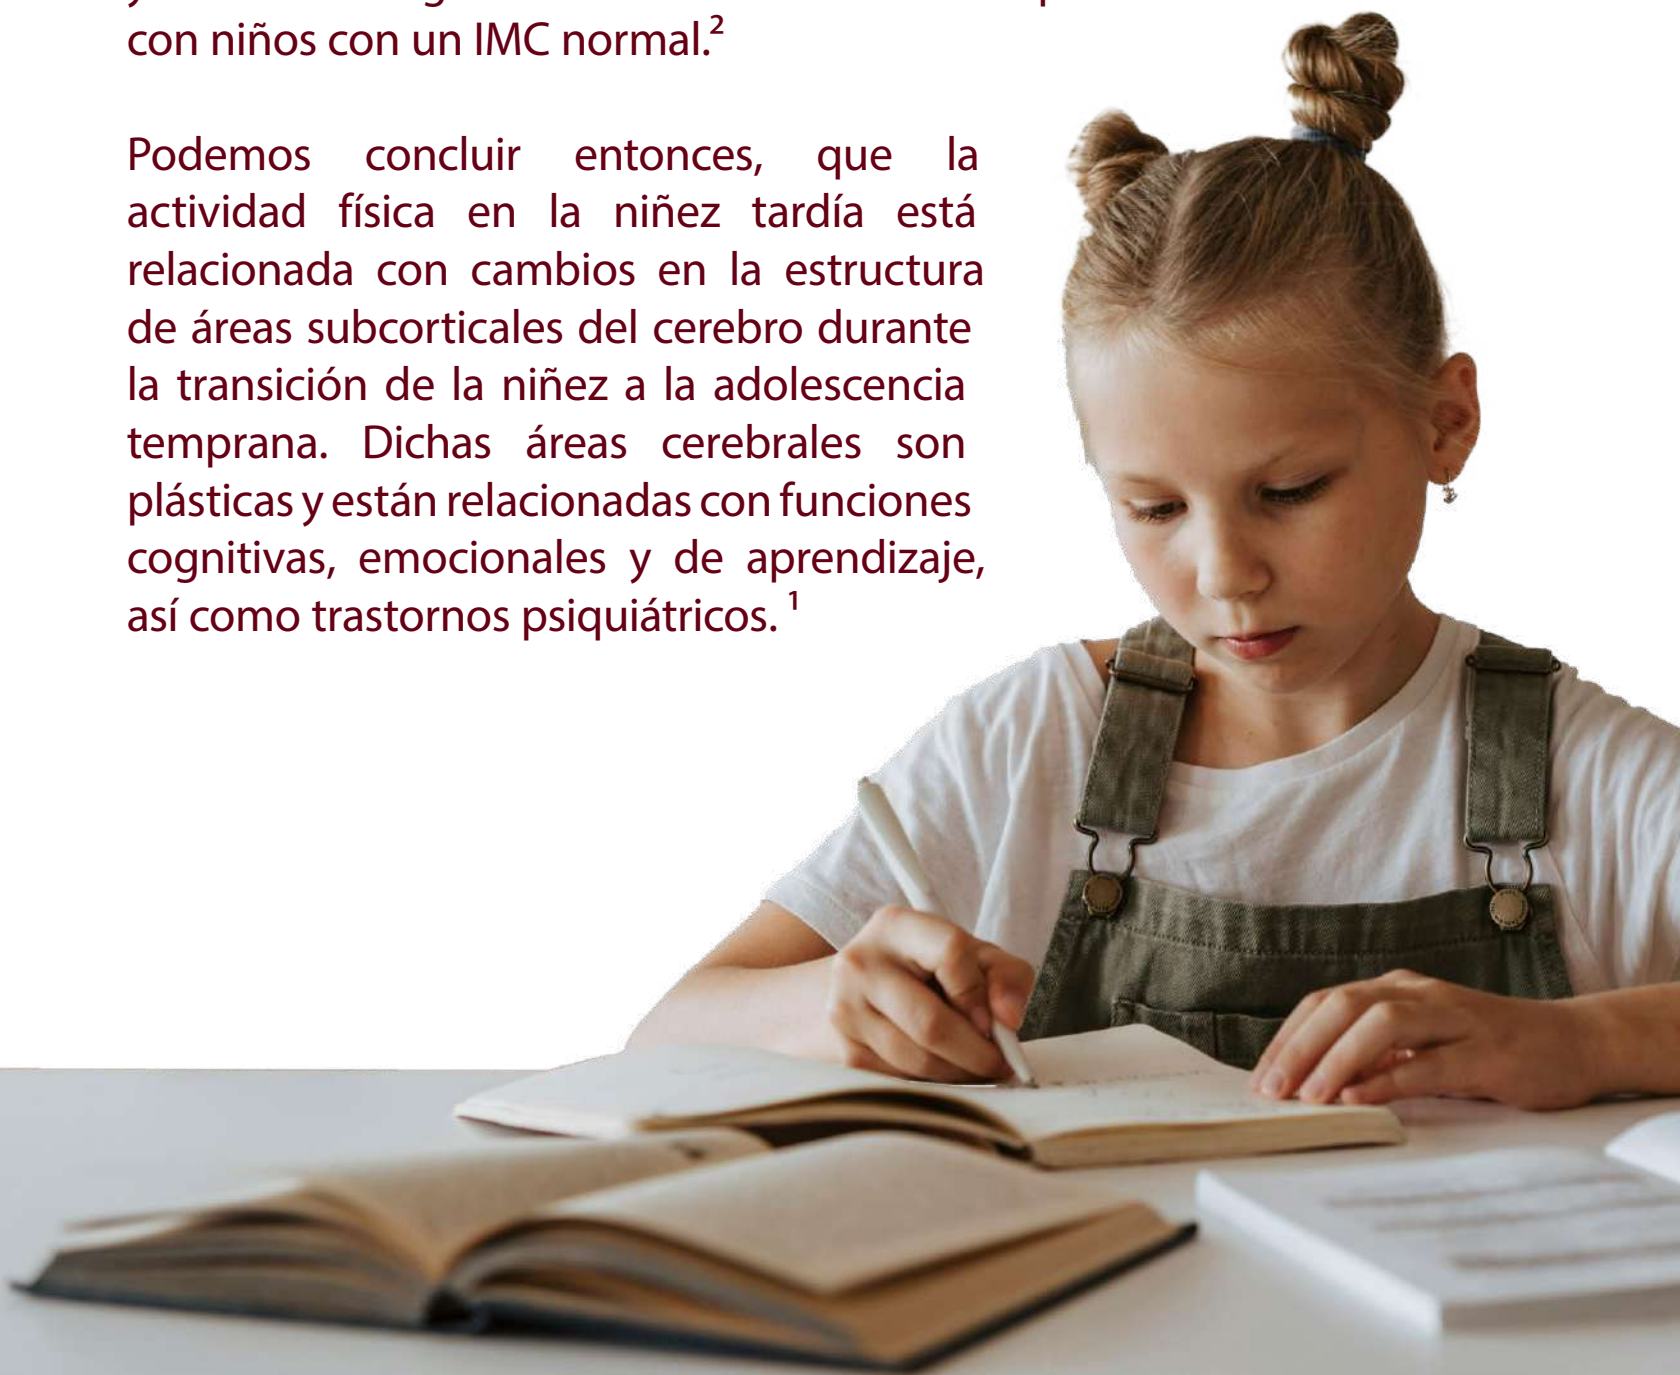 con niños con un IMC normal.²
Podemos concluir entonces, que la
actividad física en la niñez tardía está
relacionada con cambios en la estructura
de áreas subcorticales del cerebro durante
la transición de la niñez a la adolescencia
temprana. Dichas áreas cerebrales son
plásticas y están relacionadas con funciones
cognitivas, emocionales y de aprendizaje,
así como trastornos psiquiátricos. ¹